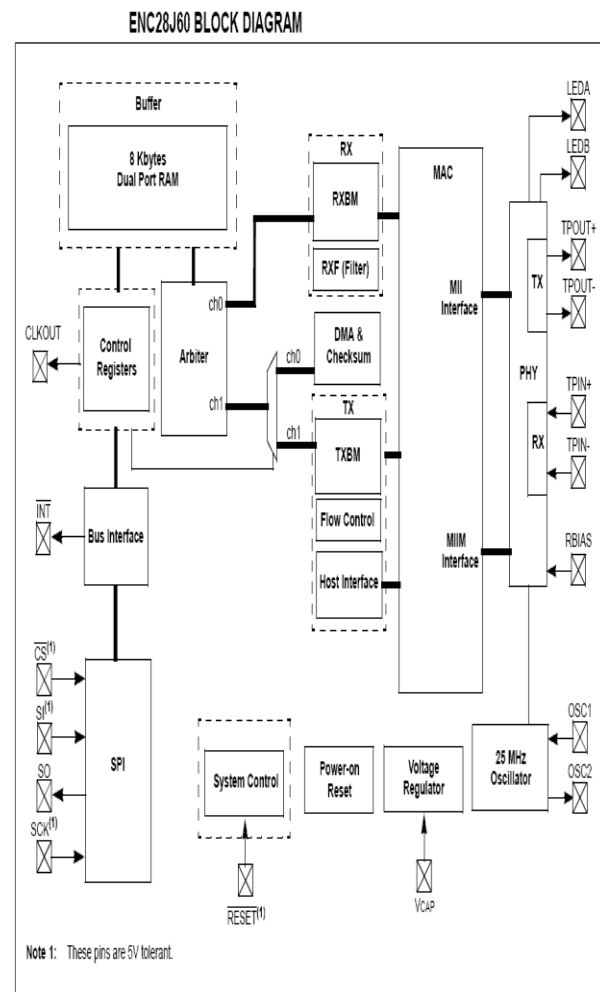 ENC28J60 BLOCK DIAGRAM
Buffer
8 Kbytes
Dual Port RAM
RX
RXBM
RXF (Filter)
MAC
MII
Interface
MIIM
Interface
LEDA
LEDB
TPOUT+
TPOUT-
TX
PHY
TPIN+
RX
TPIN-
RBIAS
CLKOUT
Control
Registers
Arbiter
ch0
ch1
ch0
ch1
DMA &
Checksum
TX
TXBM
Flow Control
Host Interface
INT
Bus Interface
CS(1)
SI(1)
SO
SCK(1)
SPI
System Control
Power-on
Reset
Voltage
Regulator
25 MHz
Oscillator
OSC1
OSC2
RESET(1)
VCAP
Note 1: These pins are 5V tolerant.